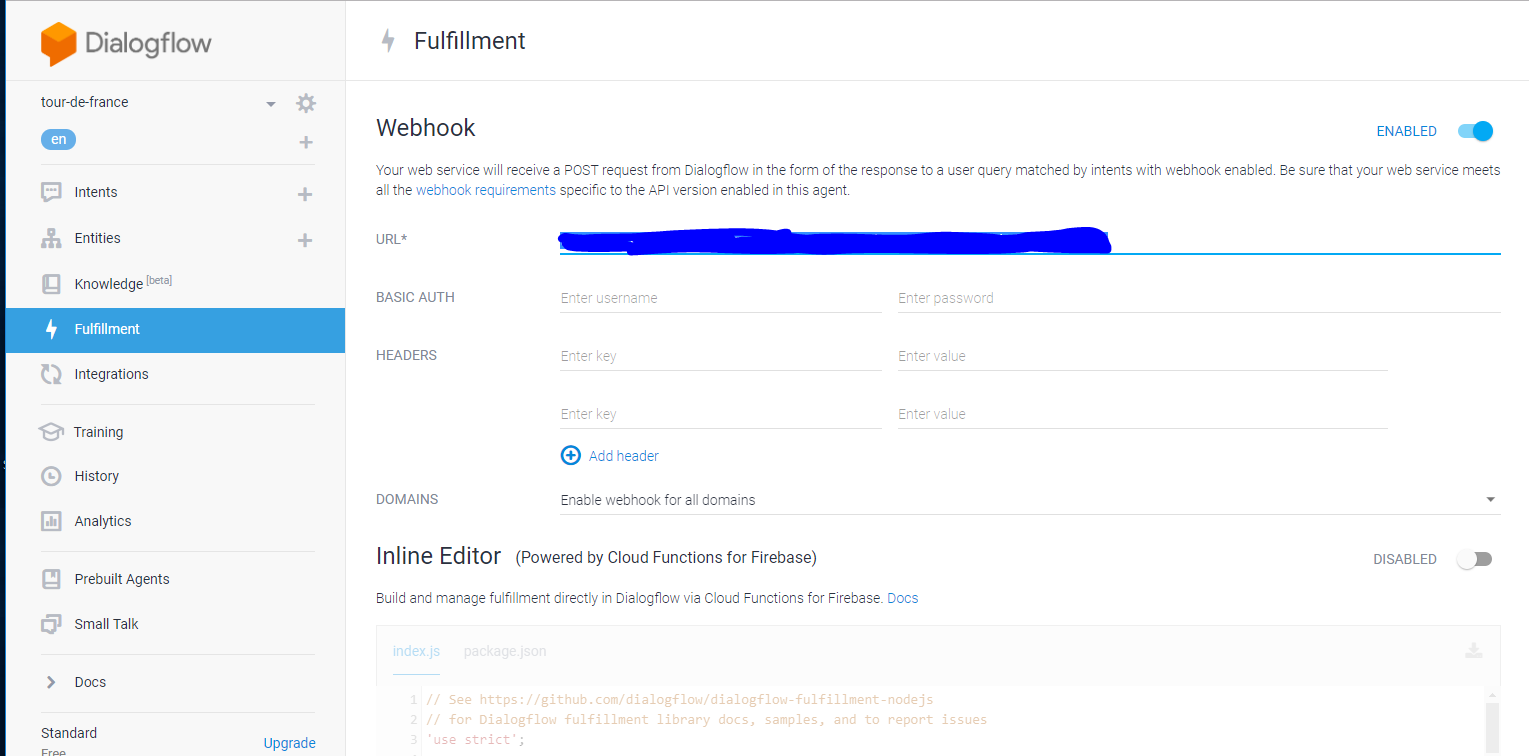 Dialogflow
tour-de-france
en
Intents
Entities
Knowledge [beta]
Fulfillment
Integrations
Training
History
Analytics
Prebuilt Agents
Small Talk
Docs
Standard
Free
Upgrade
Fulfillment
Webhook
ENABLED
Your web service will receive a POST request from Dialogflow in the form of the response to a user query matched by intents with webhook enabled. Be sure that your web service meets
all the webhook requirements specific to the API version enabled in this agent.
URL*
BASIC AUTH Enter username Enter password
HEADERS Enter key Enter value
Enter key Enter value
Add header
DOMAINS Enable webhook for all domains
Inline Editor (Powered by Cloud Functions for Firebase) DISABLED
Build and manage fulfillment directly in Dialogflow via Cloud Functions for Firebase. Docs
index.js package.json
1 // See https://github.com/dialogflow/dialogflow-fulfillment-nodejs
2 // for Dialogflow fulfillment library docs, samples, and to report issues
3 'use strict';